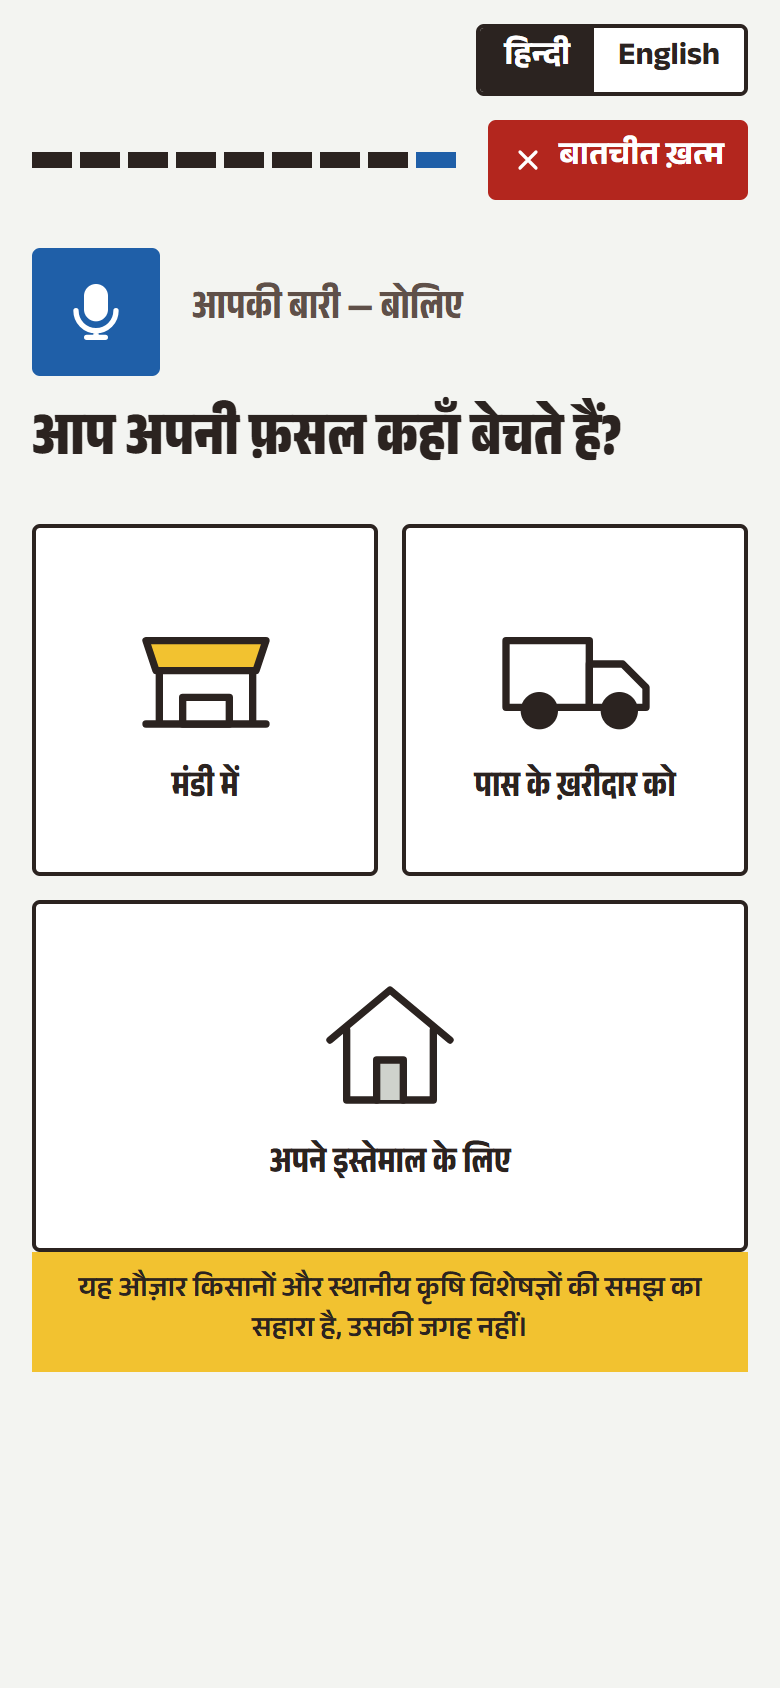 हिन्दी English
बातचीत ख़त्म
आपकी बारी – बोलिए
आप अपनी फ़सल कहाँ बेचते हैं?
मंडी में
पास के ख़रीदार को
अपने इस्तेमाल के लिए
यह औज़ार किसानों और स्थानीय कृषि विशेषज्ञों की समझ का
सहारा है, उसकी जगह नहीं।